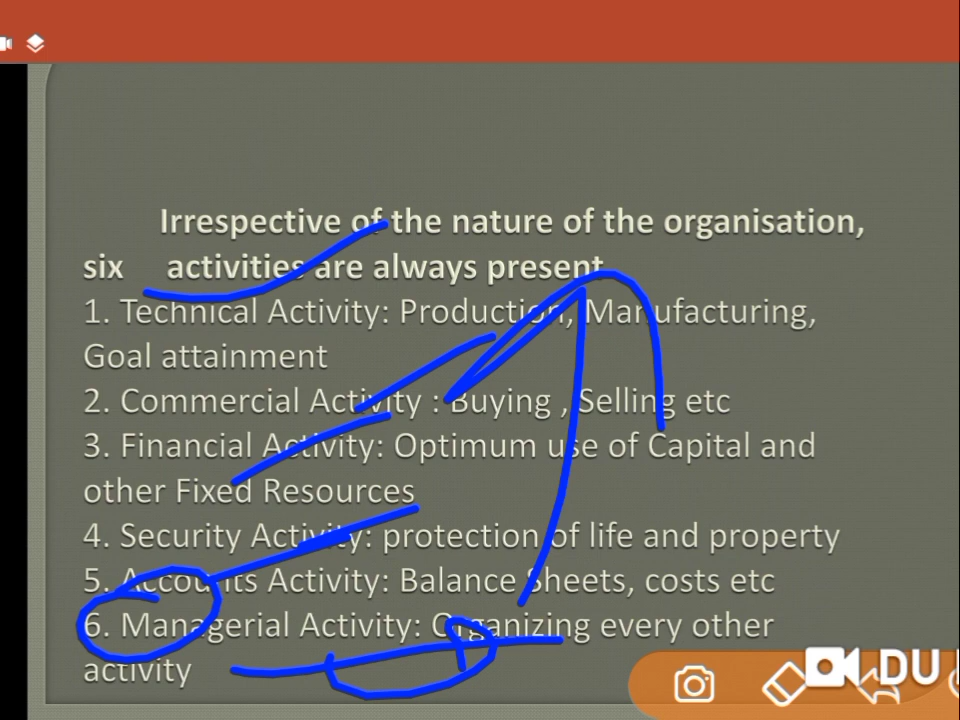 Irrespective of the nature of the organisation,
six activities are always present
1. Technical Activity: Production, Manufacturing,
Goal attainment
2. Commercial Activity : Buying , Selling etc
3. Financial Activity: Optimum use of Capital and
other Fixed Resources
4. Security Activity: protection of life and property
5. Accounts Activity: Balance Sheets, costs etc
6. Managerial Activity: Organizing every other
activity
DU